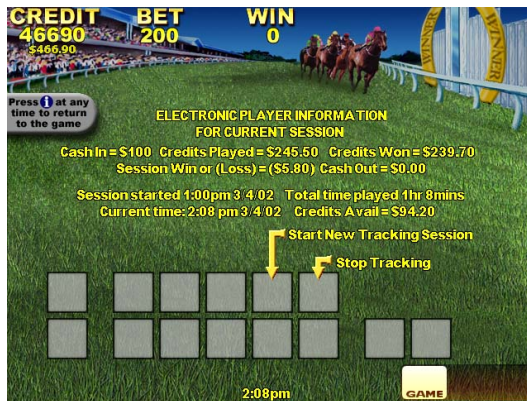 CREDIT BET WIN
46690 200 0
$466.90
WINNERS WINNER
Press i at any
time to return
to the game
ELECTRONIC PLAYER INFORMATION
FOR CURRENT SESSION
Cash In = $100 Credits Played = $245.50 Credits Won = $239.70
Session Win or (Loss) = ($5.80) Cash Out = $0.00
Session started 1:00pm 3/4/02 Total time played 1hr 8mins
Current time: 2:08 pm 3/4/02 Credits Avail = $94.20
Start New Tracking Session
Stop Tracking
2:08pm
GAME